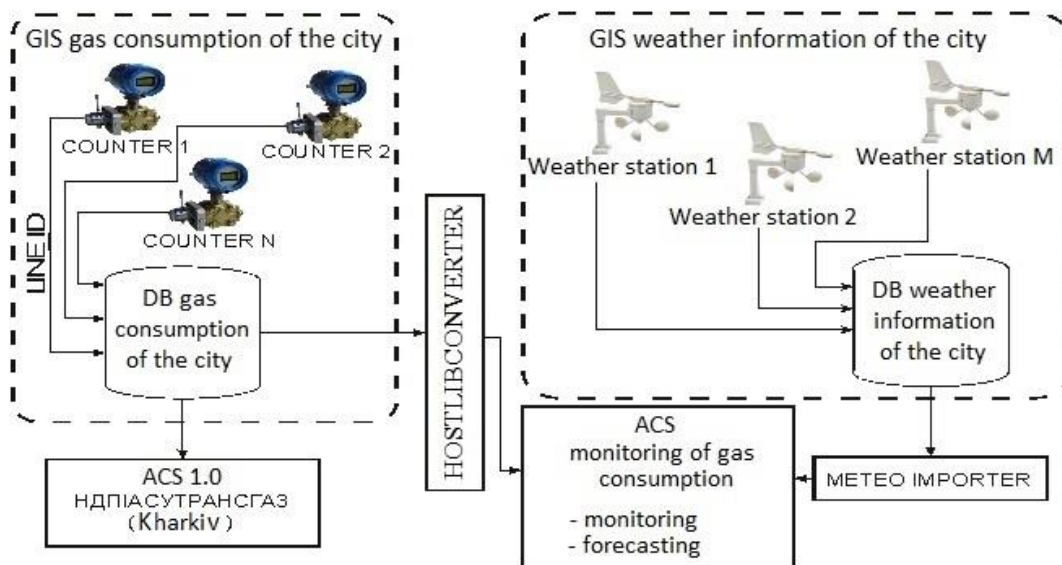 GIS gas consumption of the city
COUNTER 1
COUNTER 2
COUNTER N
LINE ID
DB gas
consumption
of the city
ACS 1.0
НДПІАСУТРАНСГАЗ
(Kharkiv)
HOSTLIBCONVERTER
GIS weather information of the city
Weather station 1
Weather station 2
Weather station M
DB weather
information
of the city
METEO IMPORTER
ACS
monitoring of gas
consumption
- monitoring
- forecasting